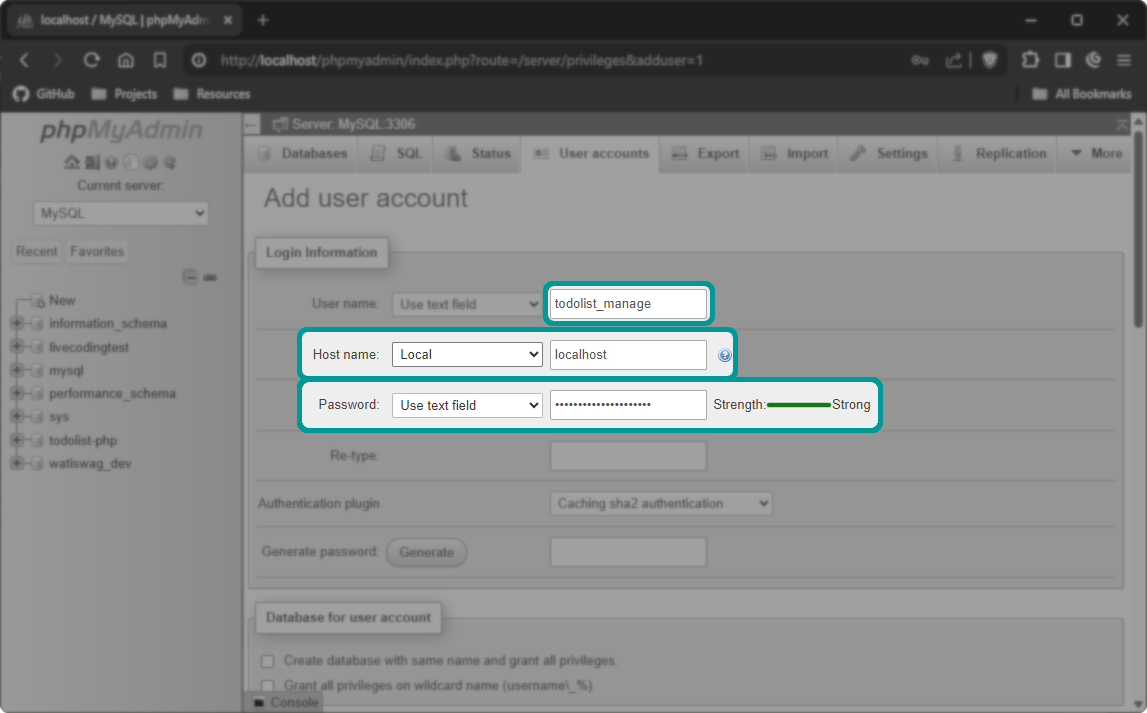 localhost / MySQL | phpMyAdm
http://localhost/phpmyadmin/index.php?route=/server/privileges&adduser=1
GitHub Projects Resources All Bookmarks
phpMyAdmin
Current server:
MySQL
Recent Favorites
New
information_schema
livecodingtest
mysql
performance_schema
sys
todolist-php
watiswag_dev
Server: MySQL:3306
Databases SQL Status User accounts Export Import Settings Replication More
Add user account
Login Information
User name: Use text field todolist_manage
Host name: Local localhost
Password: Use text field •••••••••••••••••••• Strength: Strong
Re-type:
Authentication plugin Caching sha2 authentication
Generate password: Generate
Database for user account
Create database with same name and grant all privileges.
Grant all privileges on wildcard name (username\_%).
Console